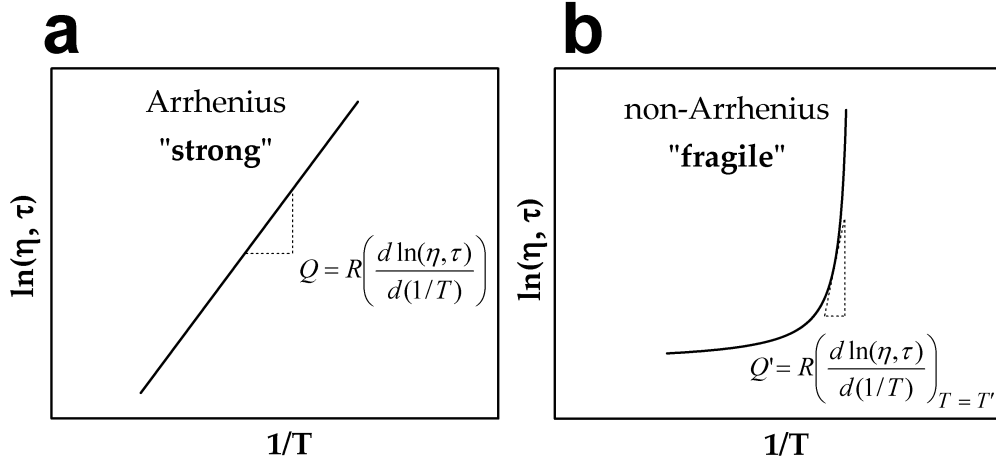 a
Arrhenius
"strong"
ln(η, τ)
Q = R(d ln(η,τ)/d(1/T))
1/T
b
non-Arrhenius
"fragile"
ln(η, τ)
Q' = R(d ln(η,τ)/d(1/T))T = T'
1/T